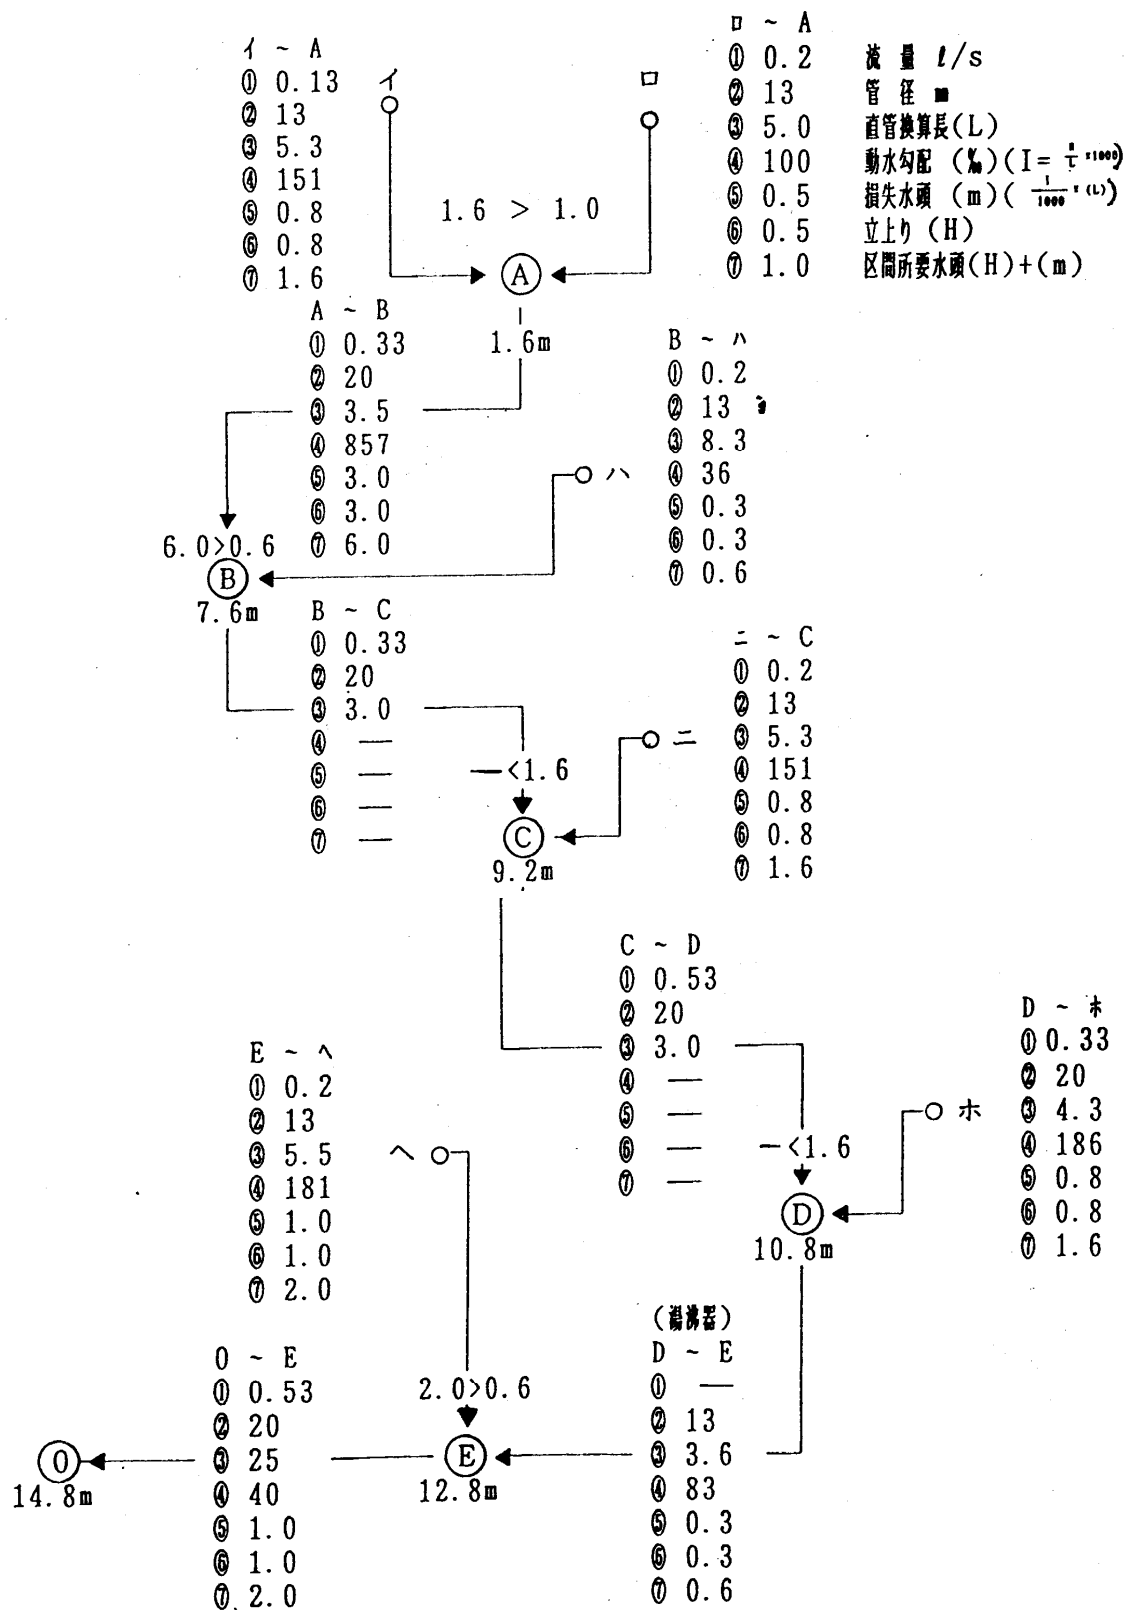 イ ~ A
① 0.13
② 13
③ 5.3
④ 151
⑤ 0.8
⑥ 0.8
⑦ 1.6
イ
ロ
ロ ~ A
① 0.2 流量 ℓ/s
② 13 管径 ㎜
③ 5.0 直管換算長(L)
④ 100 動水勾配 (‰)(I= ×1000)
⑤ 0.5 損失水頭 (m)( 1/1000 × (L))
⑥ 0.5 立上り (H)
⑦ 1.0 区間所要水頭(H)+(m)
1.6 > 1.0
A
1.6m
A ~ B
① 0.33
② 20
③ 3.5
④ 857
⑤ 3.0
⑥ 3.0
⑦ 6.0
B ~ ハ
① 0.2
② 13
③ 8.3
④ 36
⑤ 0.3
⑥ 0.3
⑦ 0.6
ハ
6.0>0.6
B
7.6m
B ~ C
① 0.33
② 20
③ 3.0
④ —
⑤ —
⑥ —
⑦ —
ニ ~ C
① 0.2
② 13
③ 5.3
④ 151
⑤ 0.8
⑥ 0.8
⑦ 1.6
ニ
—<1.6
C
9.2m
C ~ D
① 0.53
② 20
③ 3.0
④ —
⑤ —
⑥ —
⑦ —
D ~ ホ
① 0.33
② 20
③ 4.3
④ 186
⑤ 0.8
⑥ 0.8
⑦ 1.6
ホ
—<1.6
D
10.8m
E ~ ヘ
① 0.2
② 13
③ 5.5
④ 181
⑤ 1.0
⑥ 1.0
⑦ 2.0
ヘ
(湯沸器)
D ~ E
① —
② 13
③ 3.6
④ 83
⑤ 0.3
⑥ 0.3
⑦ 0.6
2.0>0.6
E
12.8m
O ~ E
① 0.53
② 20
③ 25
④ 40
⑤ 1.0
⑥ 1.0
⑦ 2.0
O
14.8m